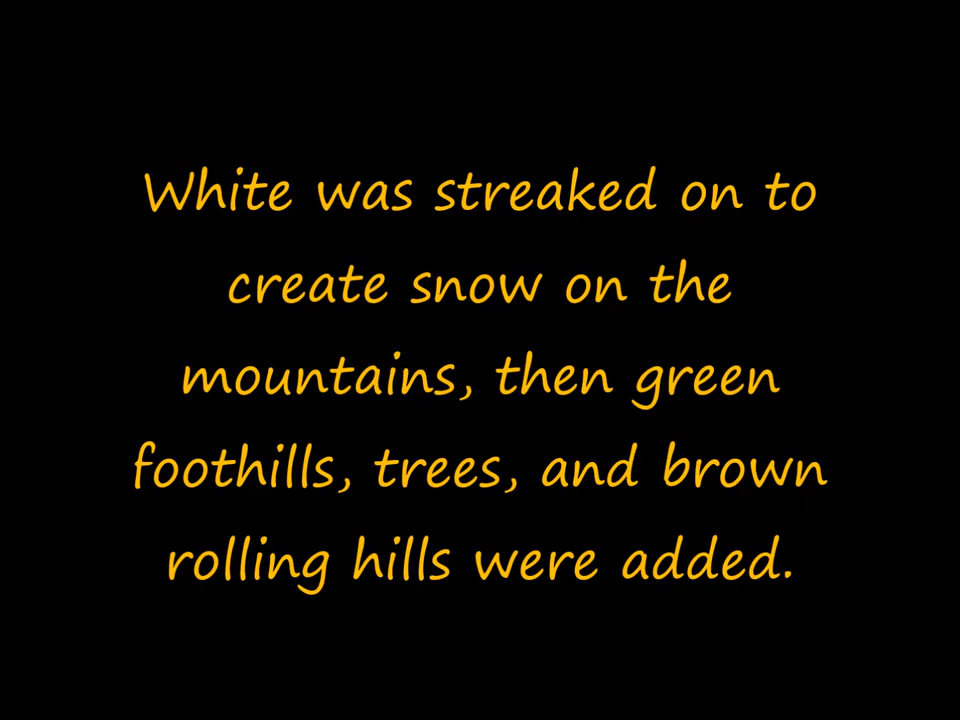 White was streaked on to
create snow on the
mountains, then green
foothills, trees, and brown
rolling hills were added.